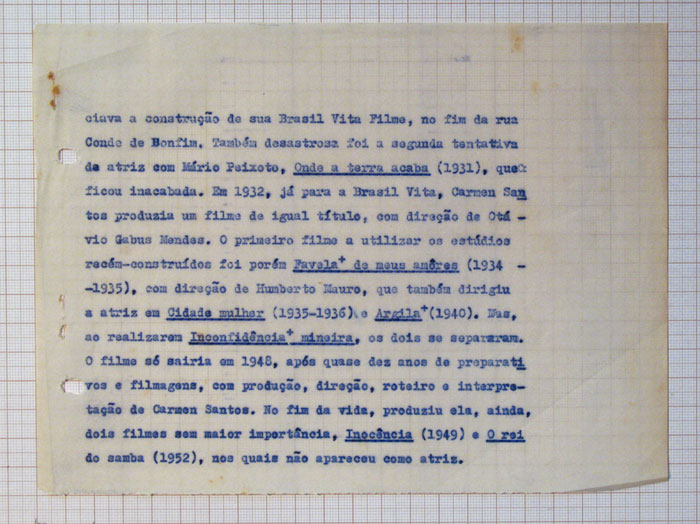 ciava a construção de sua Brasil Vita Filme, no fim da rua
Conde de Bonfim. Também desastrosa foi a segunda tentativa
da atriz com Mário Peixoto, Onde a terra acaba (1931), que
ficou inacabada. Em 1932, já para a Brasil Vita, Carmen San
tos produzia um filme de igual título, com direção de Otá -
vio Gabus Mendes. O primeiro filme a utilizar os estúdios
recém-construídos foi porém Favela+ de meus amôres (1934 -
-1935), com direção de Humberto Mauro, que também dirigiu
a atriz em Cidade mulher (1935-1936) e Argila+(1940). Mas,
ao realizarem Inconfidência+ mineira, os dois se separaram.
O filme só sairia em 1948, após quase dez anos de preparati
vos e filmagens, com produção, direção, roteiro e interpre-
tação de Carmen Santos. No fim da vida, produziu ela, ainda,
dois filmes sem maior importância, Inocência (1949) e O rei
do samba (1952), nos quais não apareceu como atriz.